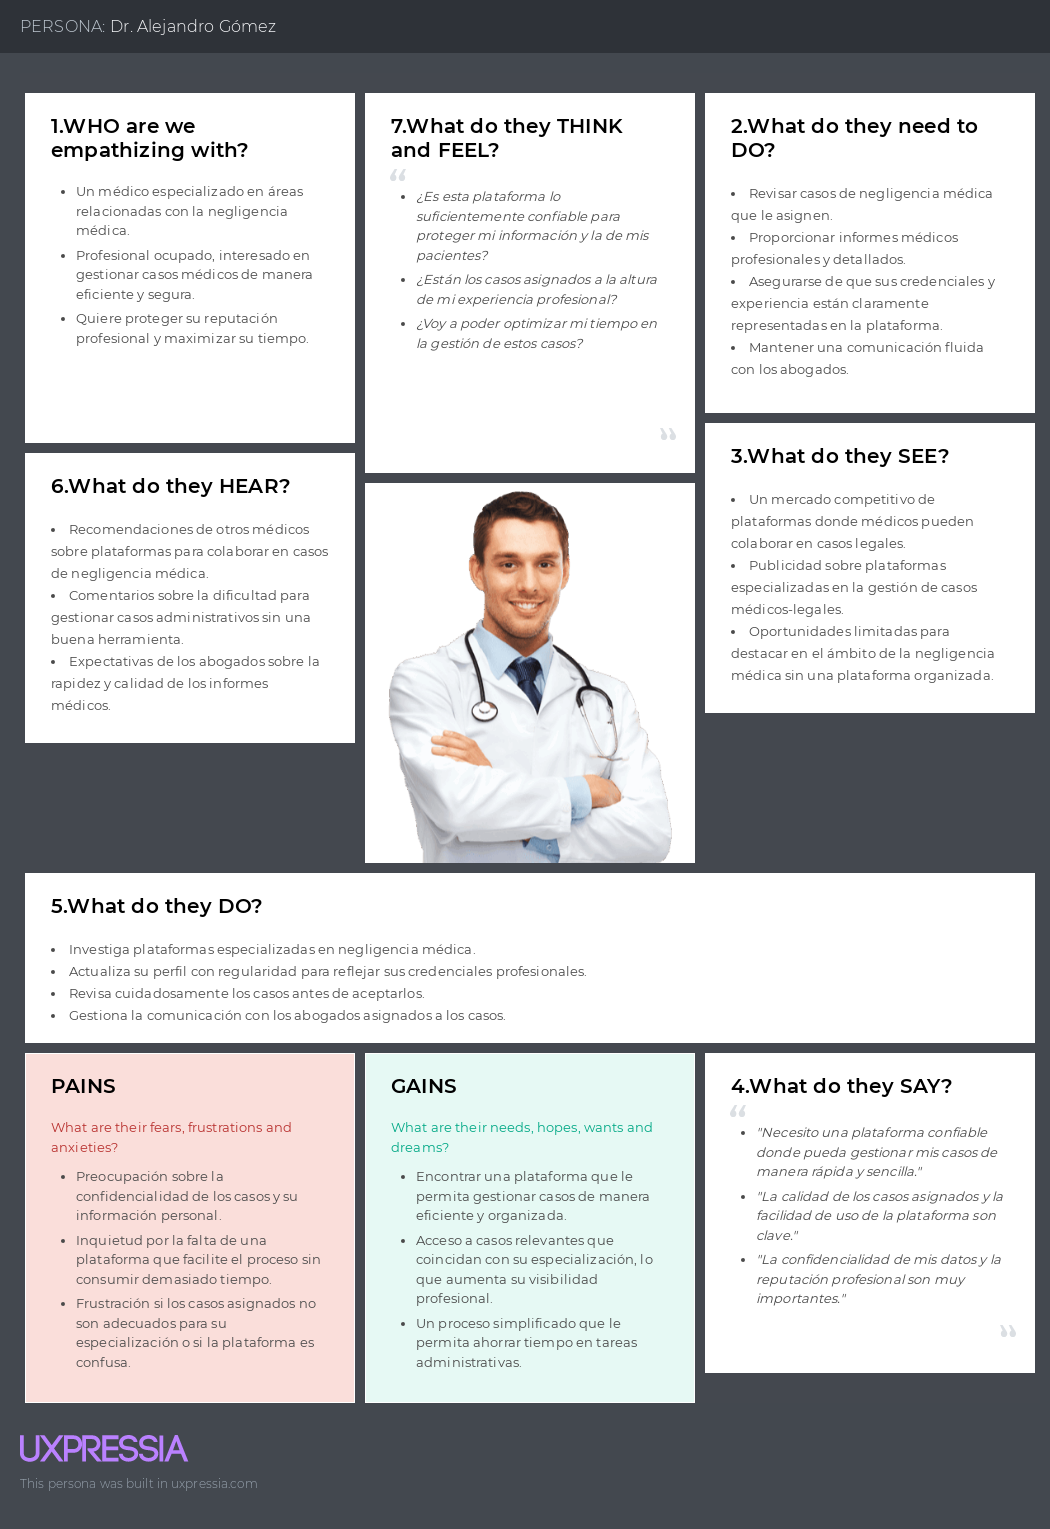 PERSONA: Dr. Alejandro Gómez
1.WHO are we
empathizing with?
• Un médico especializado en áreas
relacionadas con la negligencia
médica.
• Profesional ocupado, interesado en
gestionar casos médicos de manera
eficiente y segura.
• Quiere proteger su reputación
profesional y maximizar su tiempo.
7.What do they THINK
and FEEL?
“
• ¿Es esta plataforma lo
suficientemente confiable para
proteger mi información y la de mis
pacientes?
• ¿Están los casos asignados a la altura
de mi experiencia profesional?
• ¿Voy a poder optimizar mi tiempo en
la gestión de estos casos?
”
2.What do they need to
DO?
• Revisar casos de negligencia médica
que le asignen.
• Proporcionar informes médicos
profesionales y detallados.
• Asegurarse de que sus credenciales y
experiencia están claramente
representadas en la plataforma.
• Mantener una comunicación fluida
con los abogados.
6.What do they HEAR?
• Recomendaciones de otros médicos
sobre plataformas para colaborar en casos
de negligencia médica.
• Comentarios sobre la dificultad para
gestionar casos administrativos sin una
buena herramienta.
• Expectativas de los abogados sobre la
rapidez y calidad de los informes
médicos.
3.What do they SEE?
• Un mercado competitivo de
plataformas donde médicos pueden
colaborar en casos legales.
• Publicidad sobre plataformas
especializadas en la gestión de casos
médicos-legales.
• Oportunidades limitadas para
destacar en el ámbito de la negligencia
médica sin una plataforma organizada.
5.What do they DO?
• Investiga plataformas especializadas en negligencia médica.
• Actualiza su perfil con regularidad para reflejar sus credenciales profesionales.
• Revisa cuidadosamente los casos antes de aceptarlos.
• Gestiona la comunicación con los abogados asignados a los casos.
PAINS
What are their fears, frustrations and
anxieties?
• Preocupación sobre la
confidencialidad de los casos y su
información personal.
• Inquietud por la falta de una
plataforma que facilite el proceso sin
consumir demasiado tiempo.
• Frustración si los casos asignados no
son adecuados para su
especialización o si la plataforma es
confusa.
GAINS
What are their needs, hopes, wants and
dreams?
• Encontrar una plataforma que le
permita gestionar casos de manera
eficiente y organizada.
• Acceso a casos relevantes que
coincidan con su especialización, lo
que aumenta su visibilidad
profesional.
• Un proceso simplificado que le
permita ahorrar tiempo en tareas
administrativas.
4.What do they SAY?
“
• "Necesito una plataforma confiable
donde pueda gestionar mis casos de
manera rápida y sencilla."
• "La calidad de los casos asignados y la
facilidad de uso de la plataforma son
clave."
• "La confidencialidad de mis datos y la
reputación profesional son muy
importantes."
”
UXPRESSIA
This persona was built in uxpressia.com